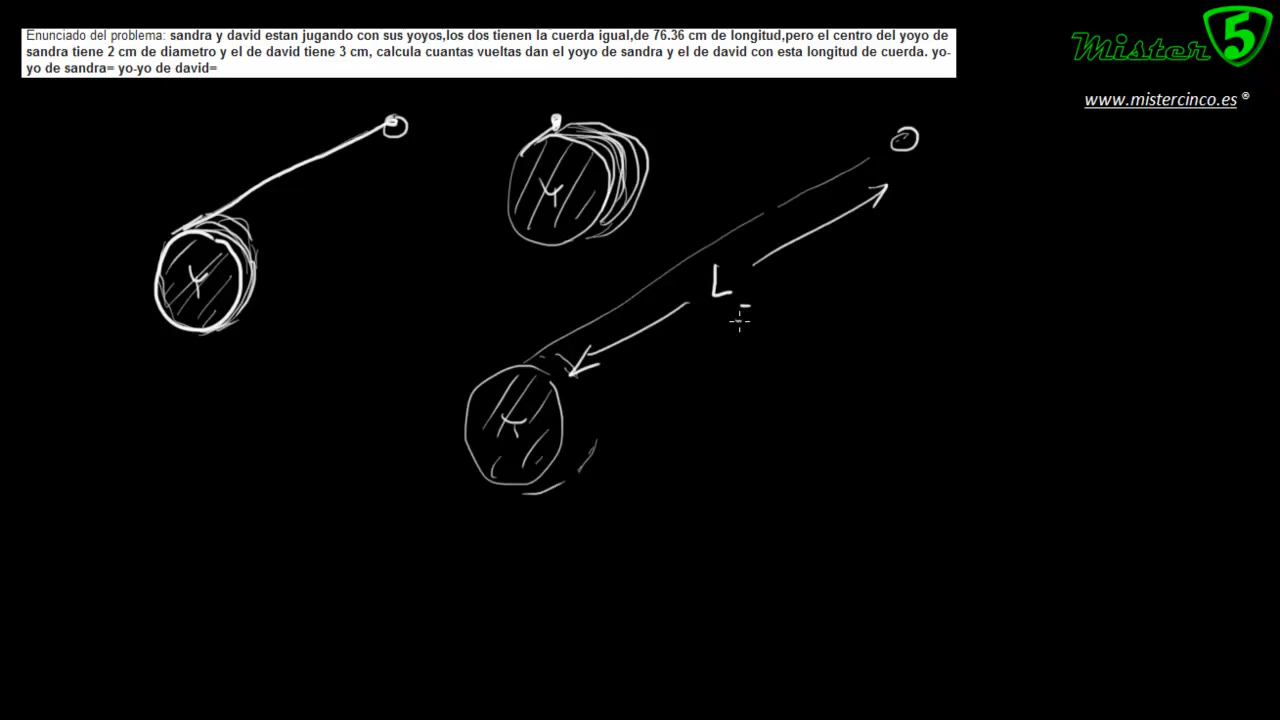 Enunciado del problema: sandra y david estan jugando con sus yoyos,los dos tienen la cuerda igual,de 76.36 cm de longitud,pero el centro del yoyo de
sandra tiene 2 cm de diametro y el de david tiene 3 cm, calcula cuantas vueltas dan el yoyo de sandra y el de david con esta longitud de cuerda. yo-
yo de sandra= yo-yo de david=
Mister 5
www.mistercinco.es ®
Y
Y
L
Y